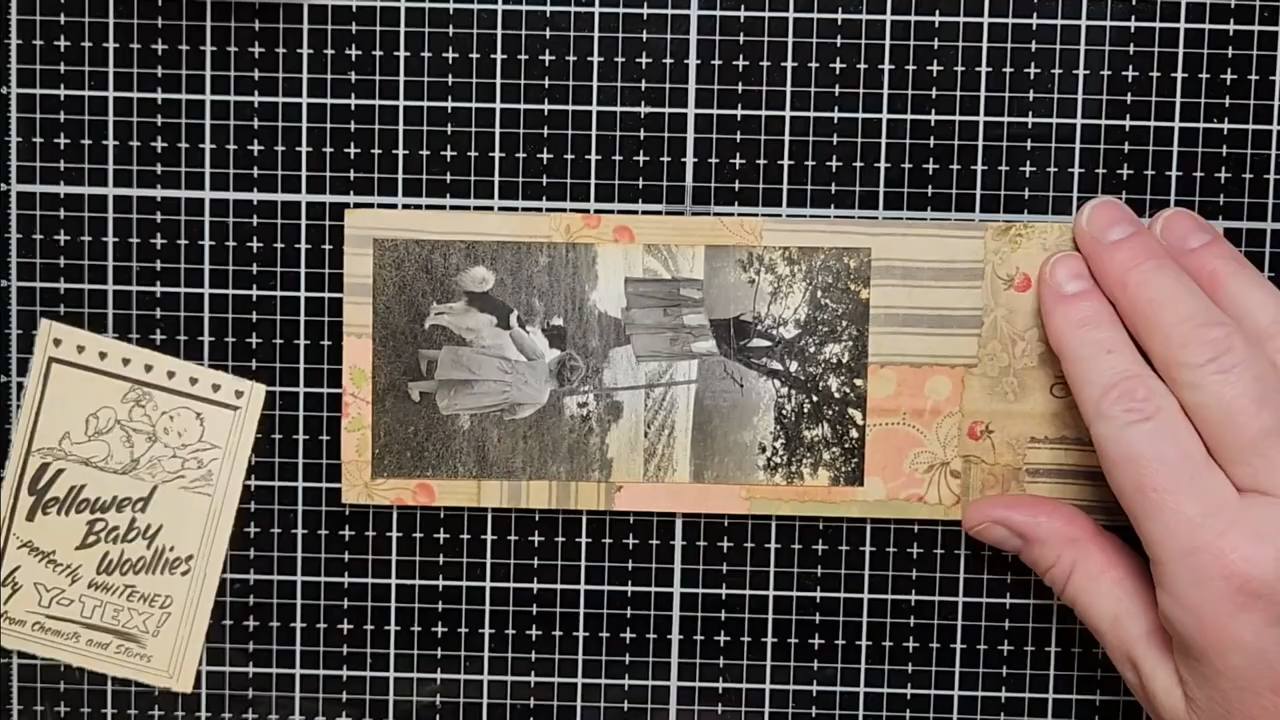 Yellowed
Baby
Woollies
...perfectly WHITENED
by Y-TEX!
from Chemists and Stores